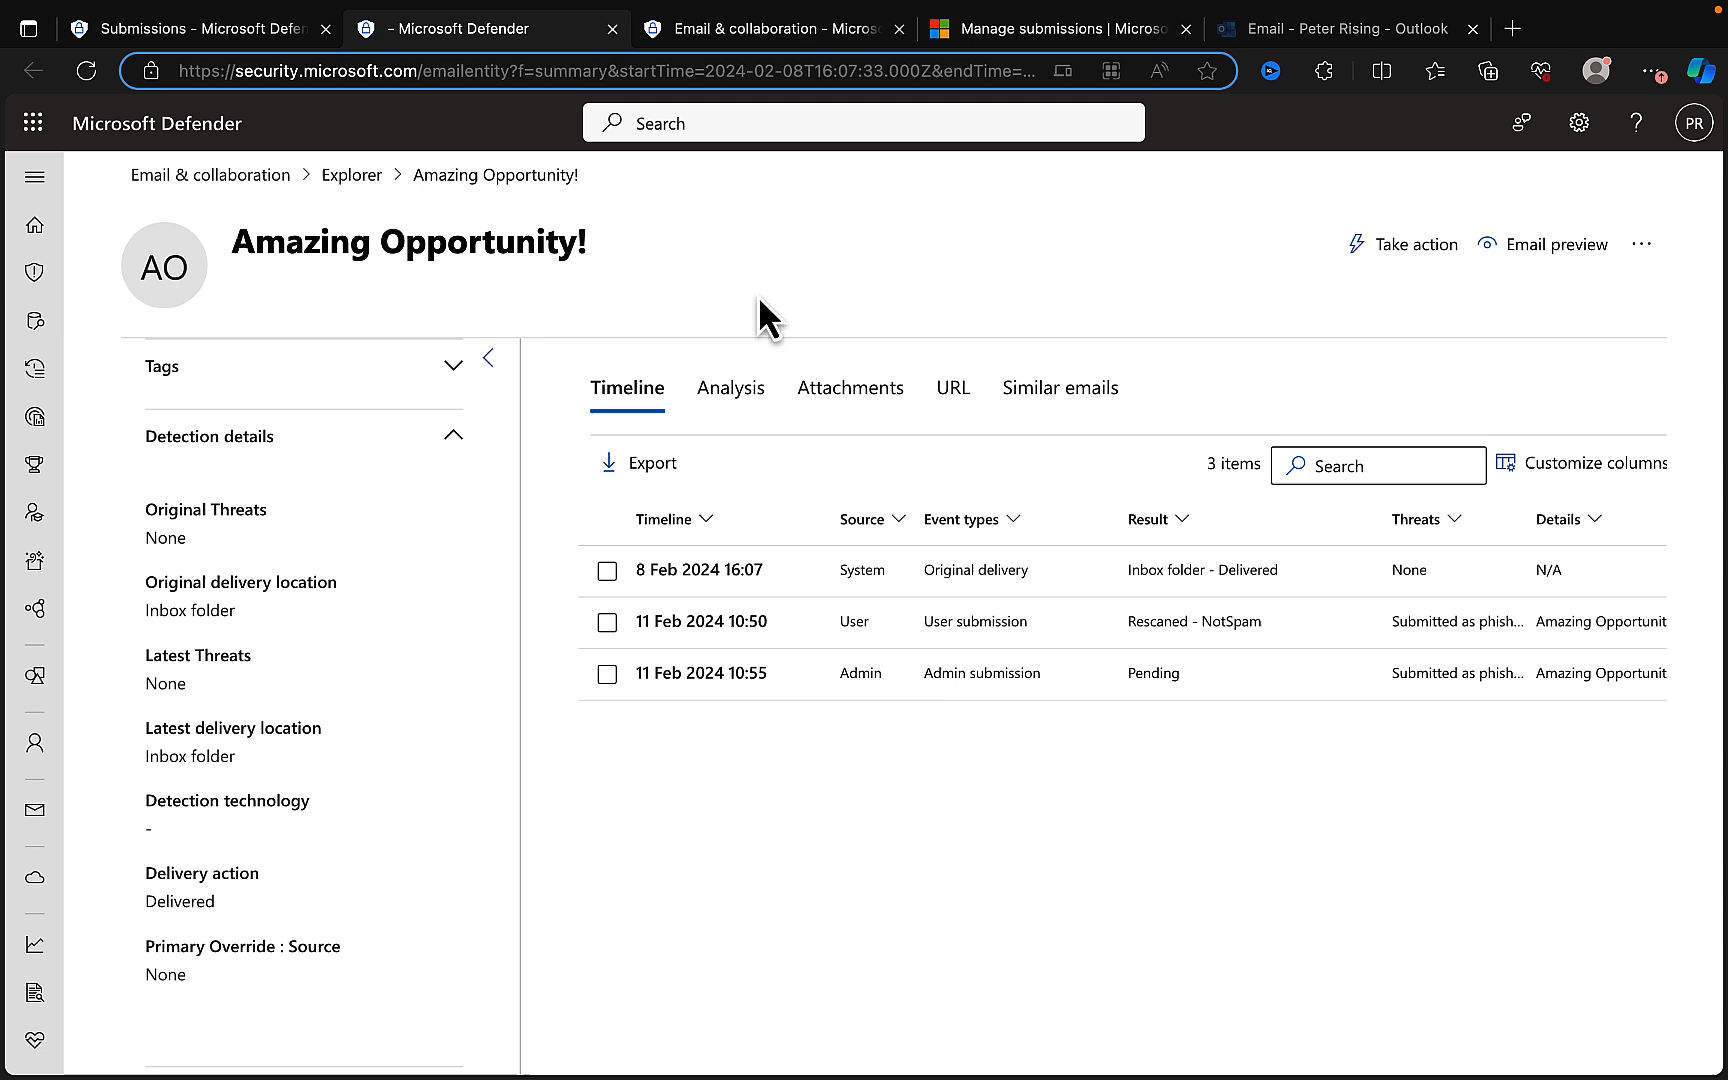 Submissions - Microsoft Defen
- Microsoft Defender
Email & collaboration - Micros
Manage submissions | Microso
Email - Peter Rising - Outlook
https://security.microsoft.com/emailentity?f=summary&startTime=2024-02-08T16:07:33.000Z&endTime=...
Microsoft Defender
Search
PR
Email & collaboration > Explorer > Amazing Opportunity!
AO
Amazing Opportunity!
Take action
Email preview
Tags
Detection details
Original Threats
None
Original delivery location
Inbox folder
Latest Threats
None
Latest delivery location
Inbox folder
Detection technology
-
Delivery action
Delivered
Primary Override : Source
None
Timeline Analysis Attachments URL Similar emails
Export
3 items
Search
Customize columns
Timeline Source Event types Result Threats Details
8 Feb 2024 16:07 System Original delivery Inbox folder - Delivered None N/A
11 Feb 2024 10:50 User User submission Rescaned - NotSpam Submitted as phish... Amazing Opportunit
11 Feb 2024 10:55 Admin Admin submission Pending Submitted as phish... Amazing Opportunit